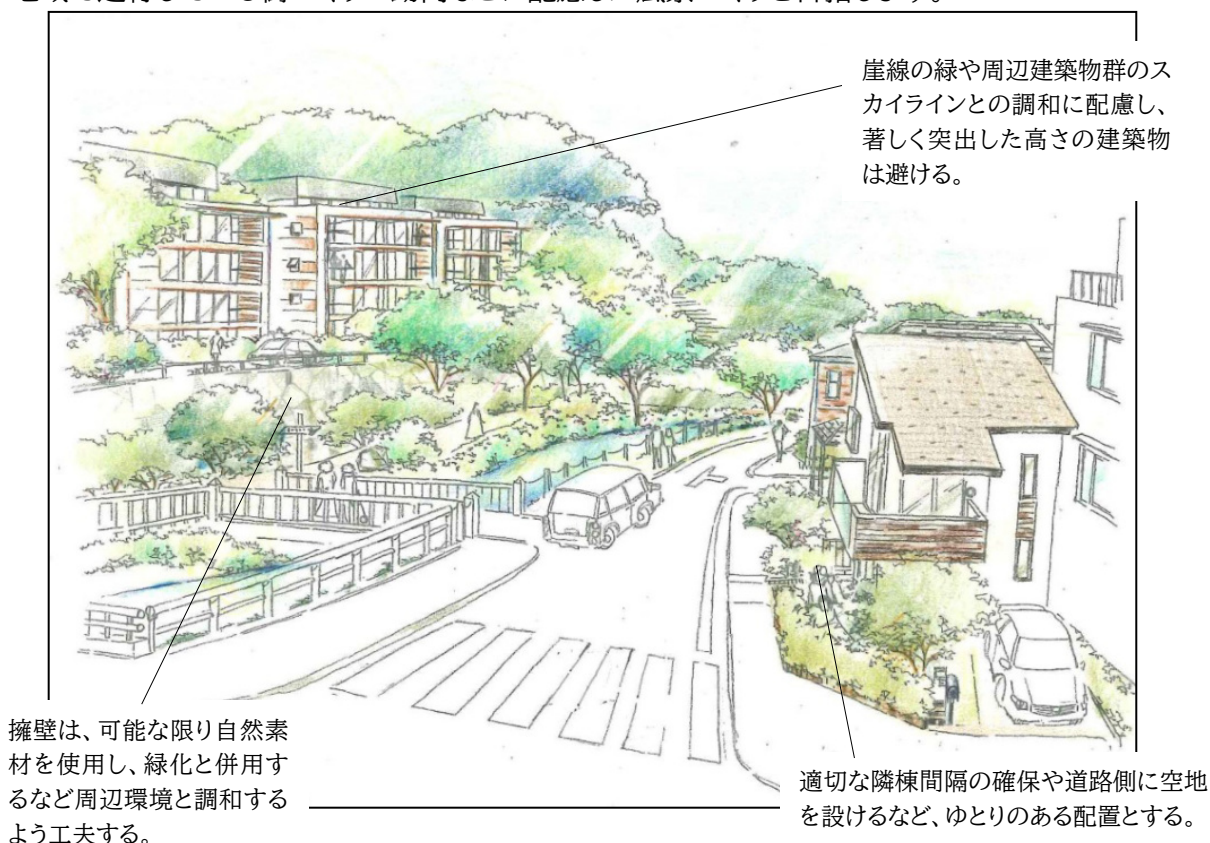 崖線の緑や周辺建築物群のス
カイラインとの調和に配慮し、
著しく突出した高さの建築物
は避ける。
擁壁は、可能な限り自然素
材を使用し、緑化と併用す
るなど周辺環境と調和する
よう工夫する。
適切な隣棟間隔の確保や道路側に空地
を設けるなど、ゆとりのある配置とする。